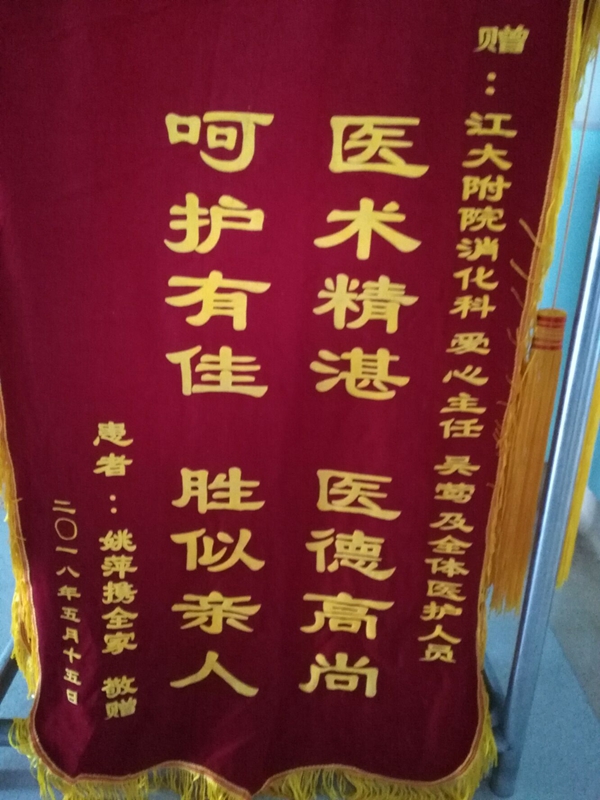 赠：江大附院消化科 爱心主任 吴莺及全体医护人员
医术精湛 医德高尚
呵护有佳 胜似亲人
患者：姚萍携全家 敬赠
二〇一八年五月十五日